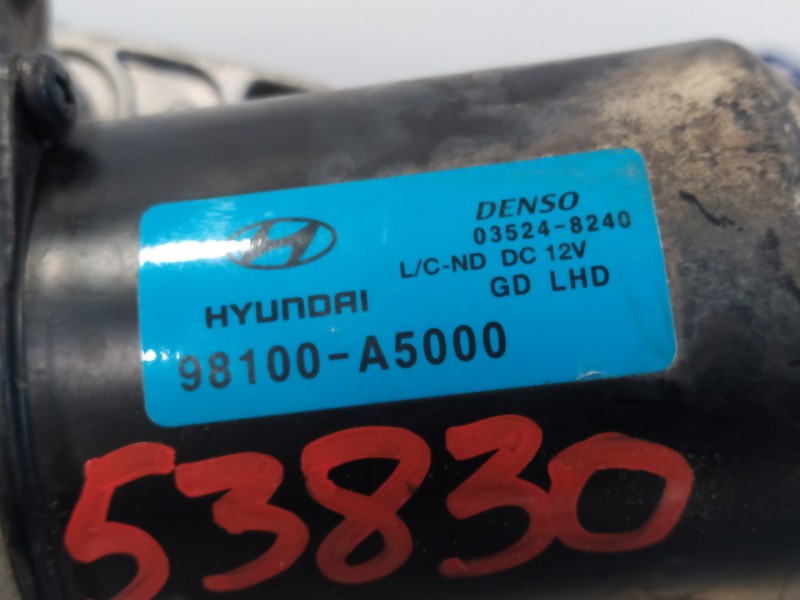 DENSO
03524-8240
L/C-ND DC 12V
GD LHD
HYUNDAI
98100-A5000
53830